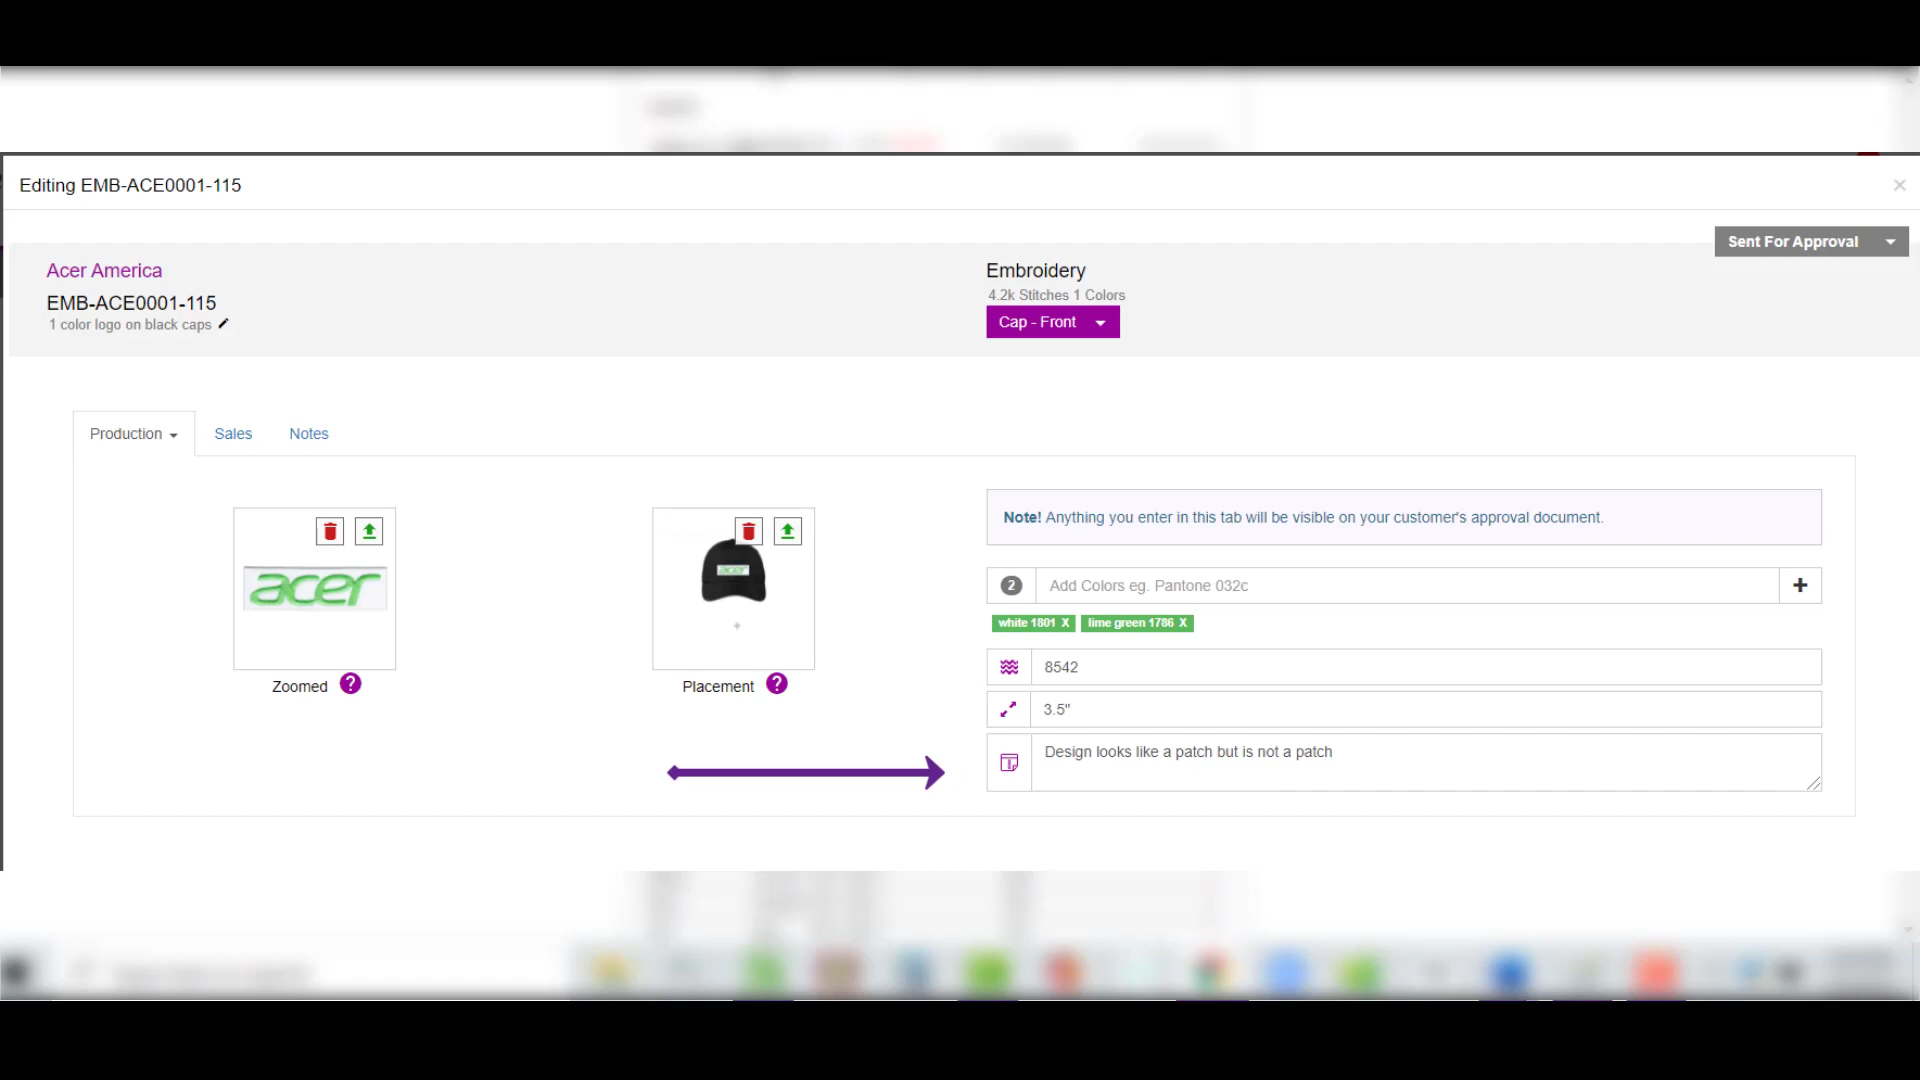 Editing EMB-ACE0001-115
×
Sent For Approval
Acer America
EMB-ACE0001-115
1 color logo on black caps
Embroidery
4.2k Stitches 1 Colors
Cap - Front
Production
Sales
Notes
acer
Zoomed ?
acer
Placement ?
Note! Anything you enter in this tab will be visible on your customer's approval document.
2 Add Colors eg. Pantone 032c +
white 1801 X lime green 1786 X
8542
3.5"
Design looks like a patch but is not a patch